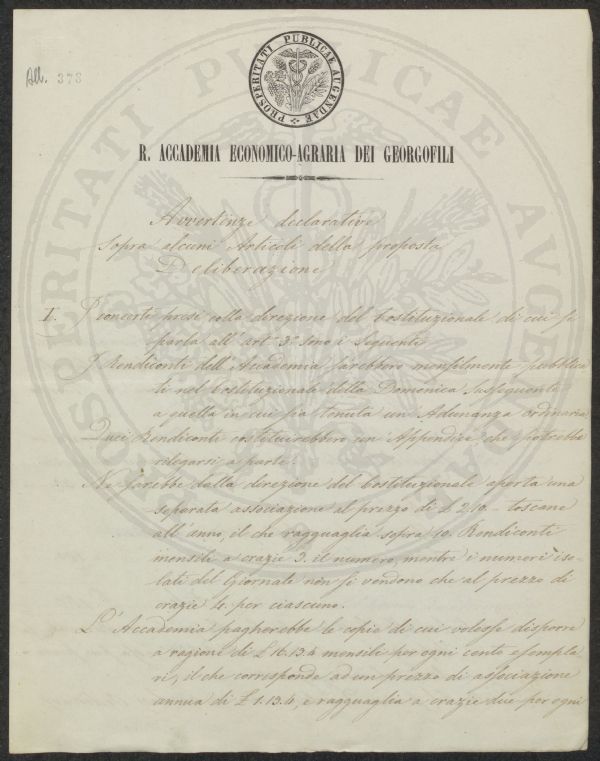 All. 378
PROSPERITATI PUBLICAE AUGENDAE
R. ACCADEMIA ECONOMICO-AGRARIA DEI GEORGOFILI
Avvertenze declarative
sopra alcuni Articoli della proposta
Deliberazione
I. I concerti presi colla direzione del Costituzionale di cui si
parla all'art. 3° sono i seguenti
I Rendiconti dell'Accademia sarebbero mensilmente pubblica
ti nel Costituzionale della Domenica susseguente
a quella in cui fia tenuta un'Adunanza ordinaria
Quei Rendiconti costituirebbero un'Appendice che potrebbe
rilegarsi a parte.
Ne sarebbe dalla direzione del Costituzionale aperta una
separata associazione al prezzo di £ 2.10.- toscane
all'anno, il che ragguaglia sopra 10. Rendiconti
mensili a crazie 3. il numero, mentre i numeri iso-
lati del Giornale non si vendono che al prezzo di
crazie 4. per ciascuno.
L'Accademia pagherebbe le copie di cui volesse disporre
a ragione di £ 16.13.4 mensili per ogni cento esempla
ri, il che corrisponde ad un prezzo di associazione
annua di £ 1.13.4, e ragguaglia a crazie due per ogni